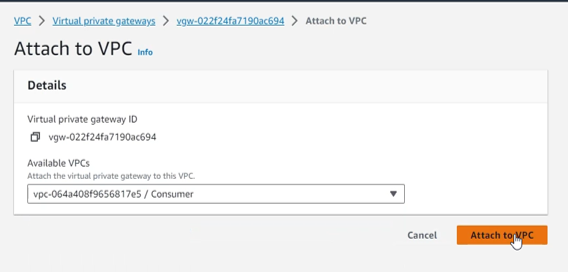 VPC > Virtual private gateways > vgw-022f24fa7190ac694 > Attach to VPC
Attach to VPC Info
Details
Virtual private gateway ID
vgw-022f24fa7190ac694
Available VPCs
Attach the virtual private gateway to this VPC.
vpc-064a408f9656817e5 / Consumer
Cancel Attach to VPC